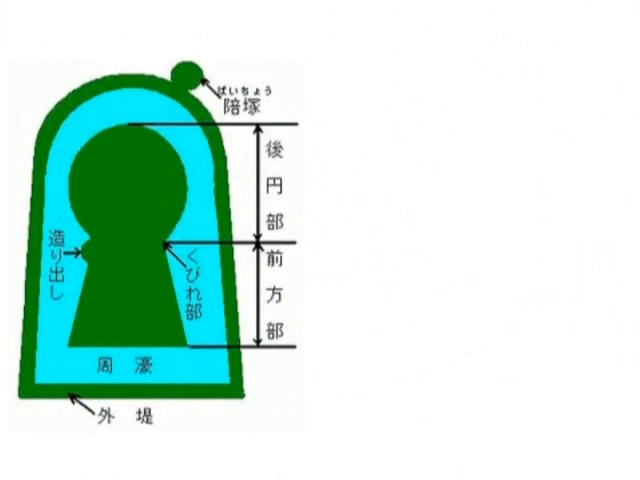 ばいちょう
陪塚
後円部
造り出し
くびれ部
前方部
周濠
外堤